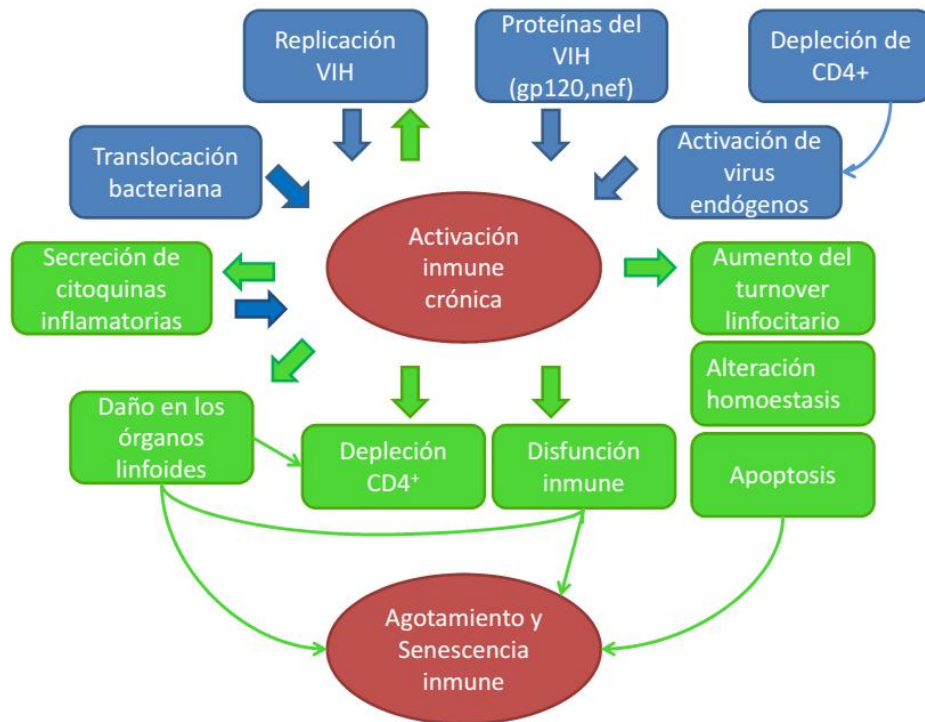 Replicación
VIH
Proteínas del
VIH
(gp120,nef)
Depleción de
CD4+
Translocación
bacteriana
Activación de
virus
endógenos
Activación
inmune
crónica
Secreción de
citoquinas
inflamatorias
Aumento del
turnover
linfocitario
Alteración
homoestasis
Daño en los
órganos
linfoides
Depleción
CD4⁺
Disfunción
inmune
Apoptosis
Agotamiento y
Senescencia
inmune